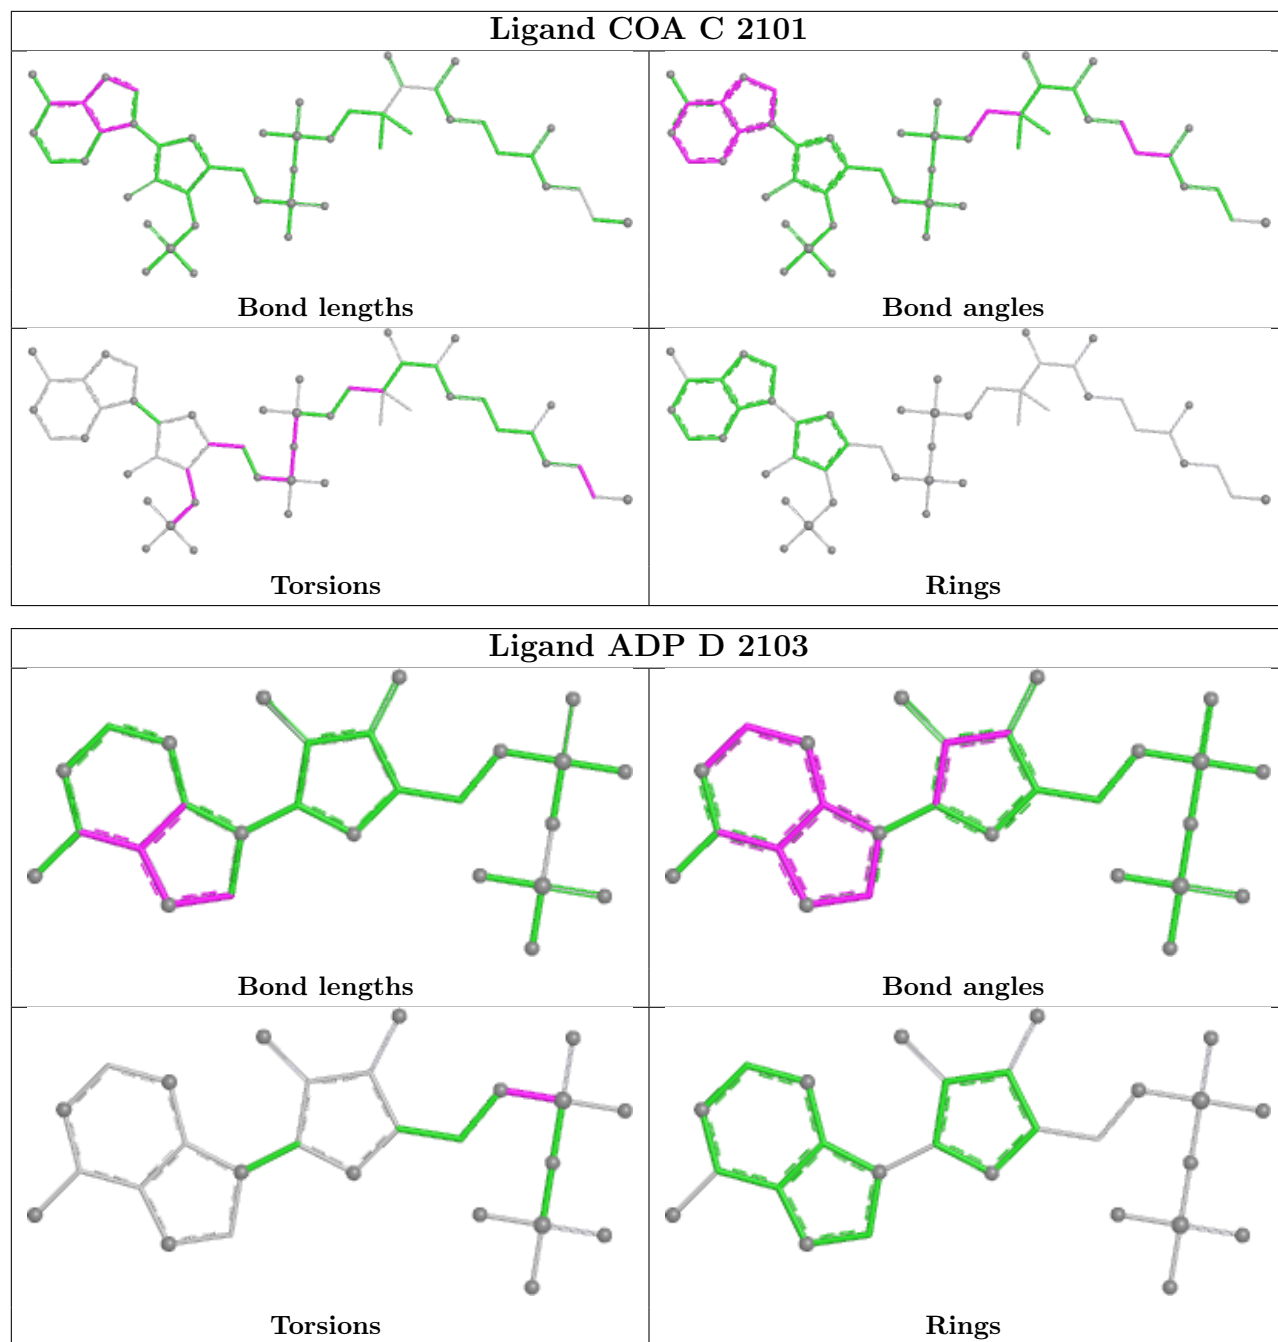 Ligand COA C 2101
Bond lengths
Bond angles
Torsions
Rings
Ligand ADP D 2103
Bond lengths
Bond angles
Torsions
Rings